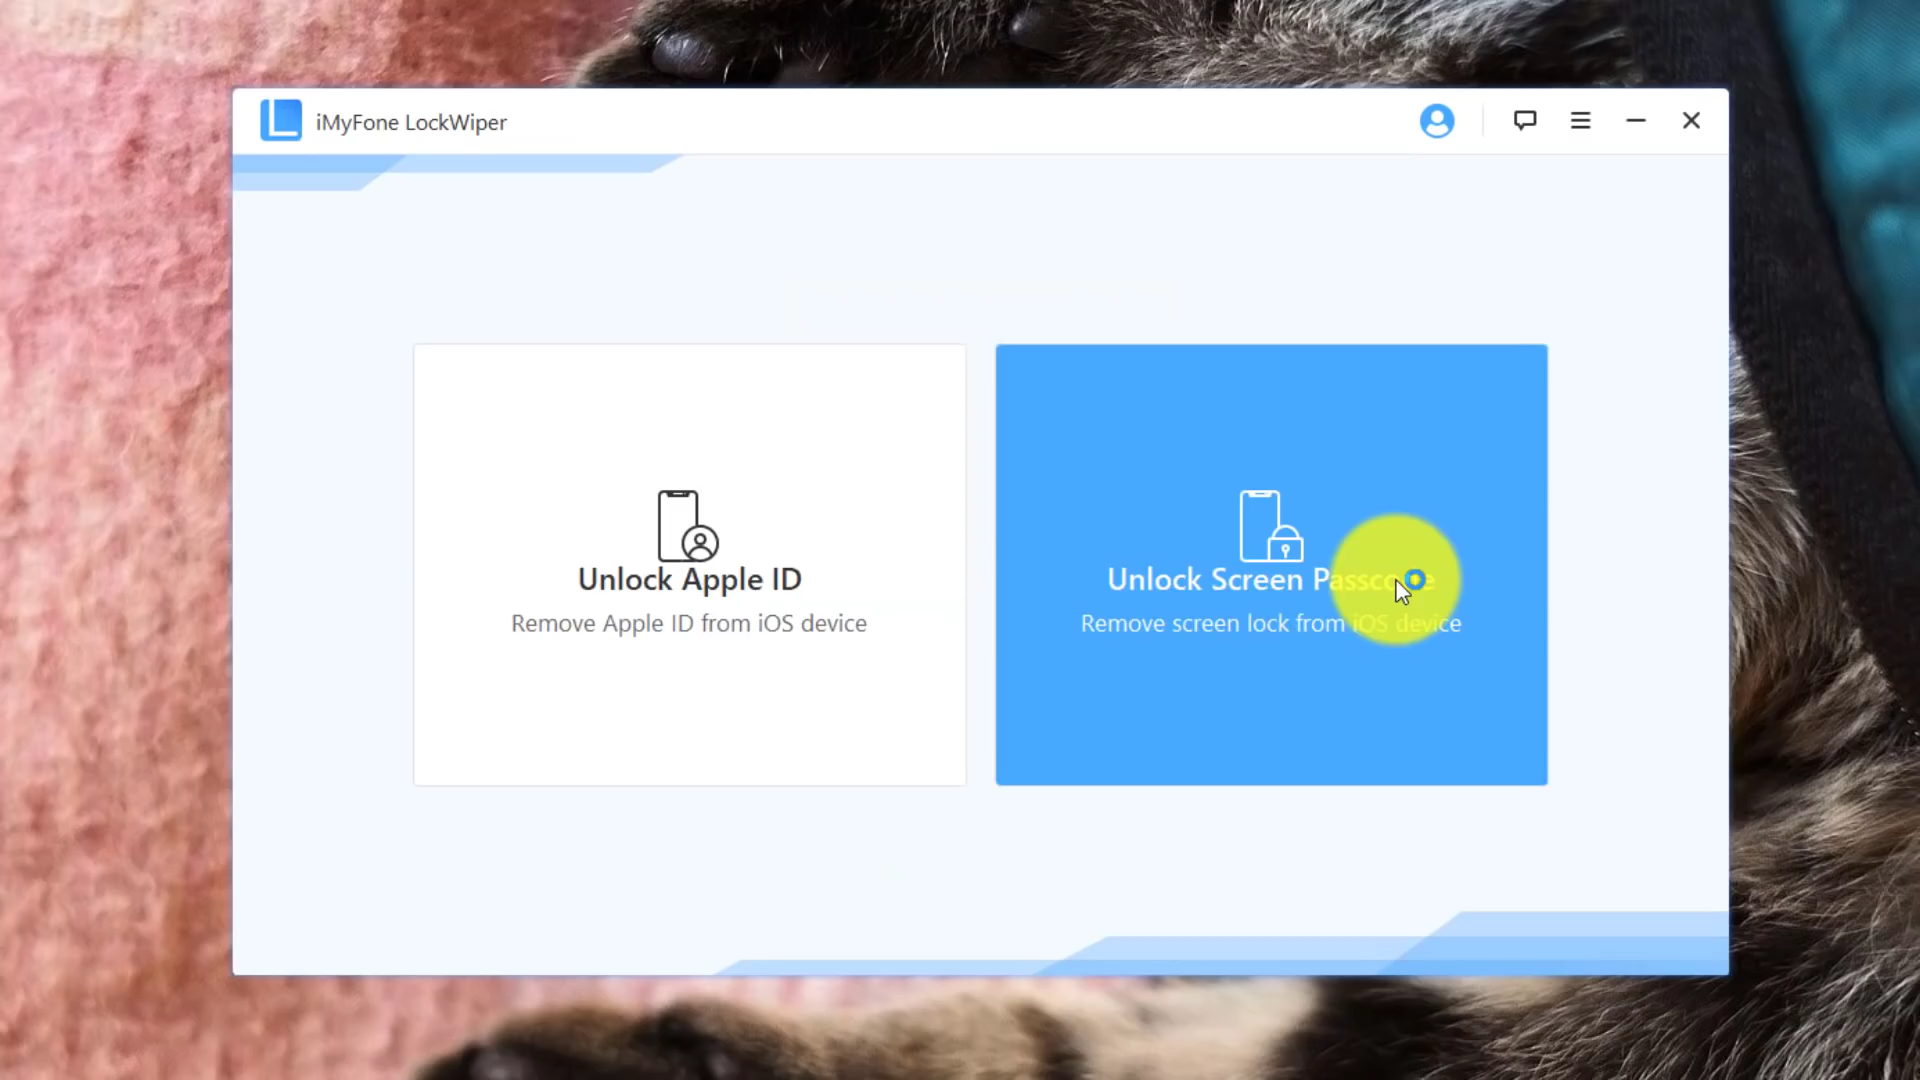 iMyFone LockWiper
Unlock Apple ID
Remove Apple ID from iOS device
Unlock Screen Passcode
Remove screen lock from iOS device